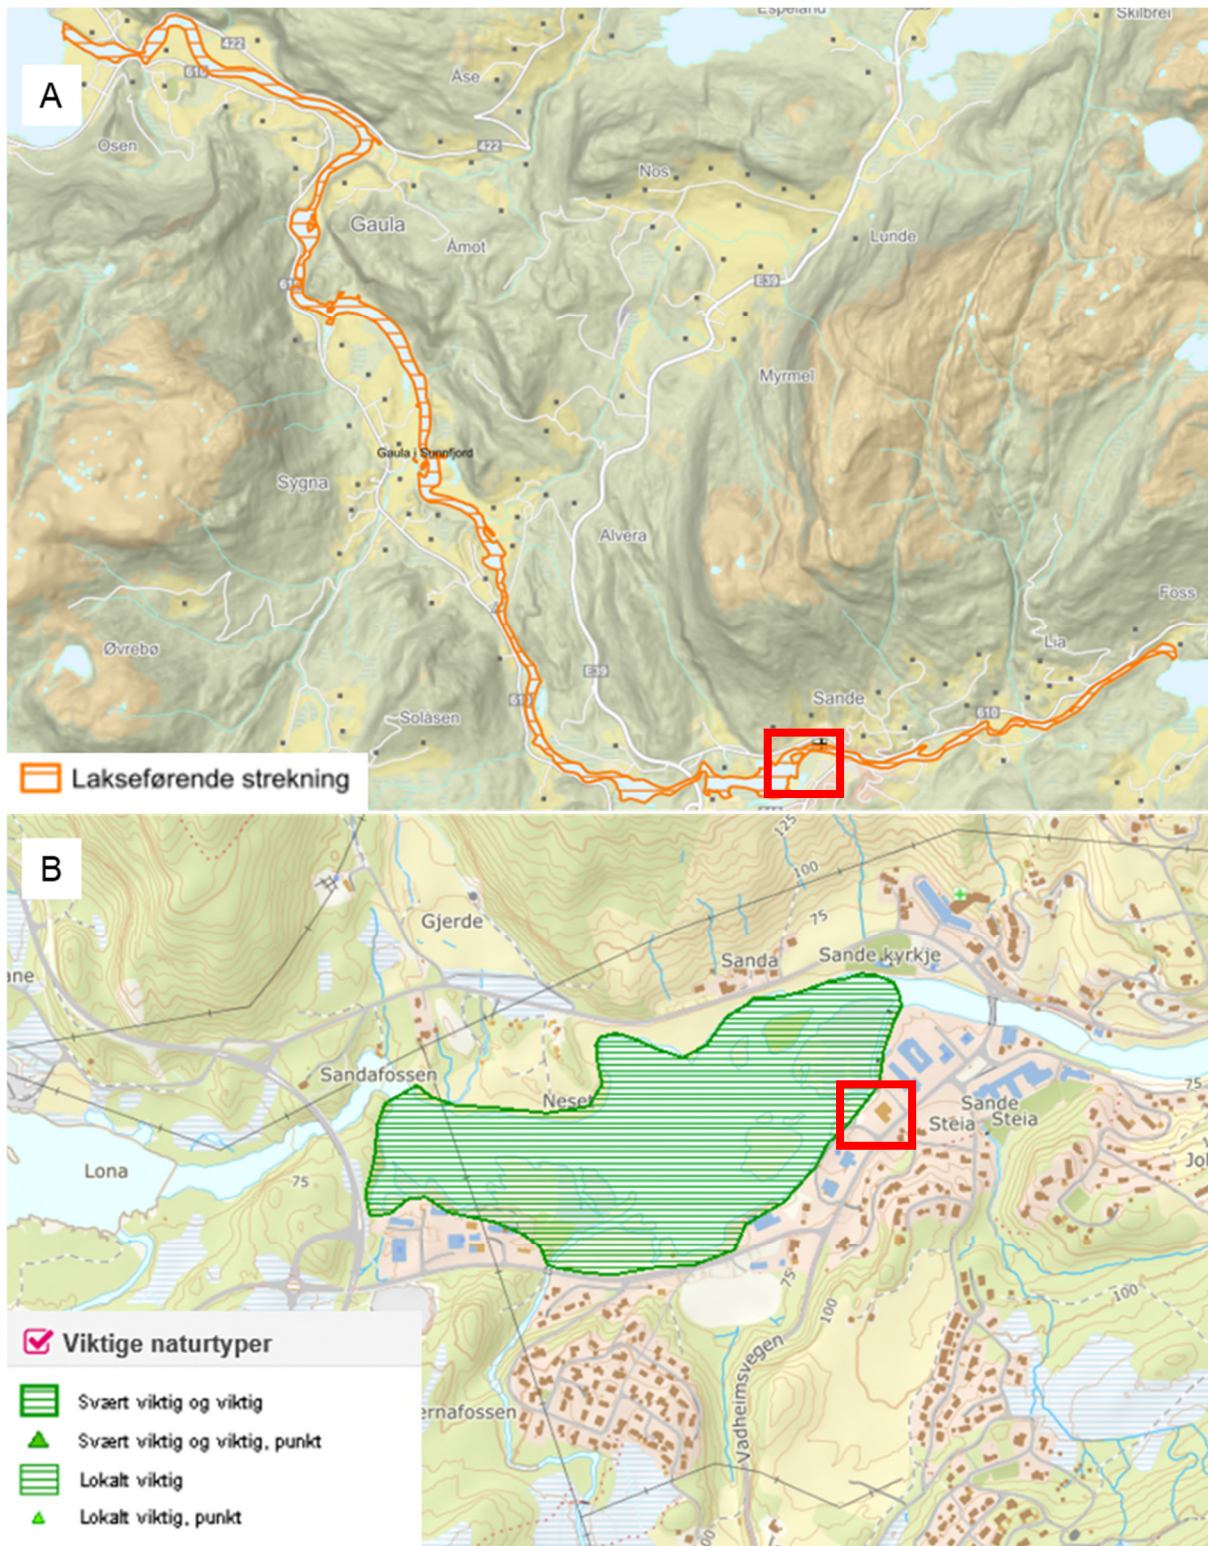 Espeland
Skilbrei
422
A
610
Åse
Osen
422
Nos
Gaula
Åmot
Lunde
E39
Myrmel
Gaula i Sunnfjord
Sygna
Alvera
Foss
Øvrebø
Lia
E39
Sande
610
Solåsen
610
Lakseførende strekning
B
125
100
75
Gjerde
Sanda
Sande kyrkje
ane
Sandafossen
Neset
75
Sande
Steia
Steia
Lona
75
75
100
100
Viktige naturtyper
Svært viktig og viktig
ernafossen
Vadheimsvegen
Svært viktig og viktig, punkt
Lokalt viktig
Lokalt viktig, punkt